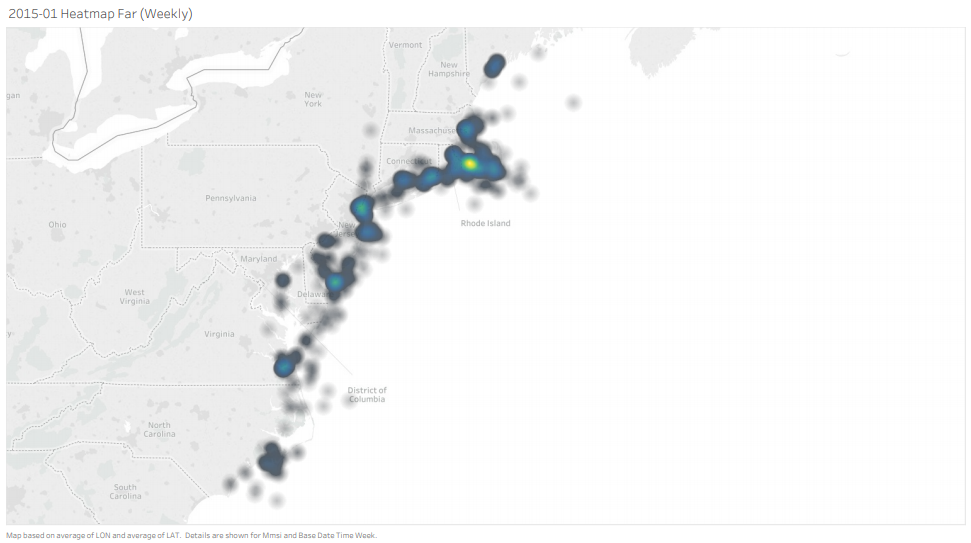 2015-01 Heatmap Far (Weekly)
Vermont
New
Hampshire
gan
New
York
Massachuse
Connecticut
Pennsylvania
Rhode Island
Ohio
New
Maryland
West
Virginia
Delawa
Virginia
District of
Columbia
North
Carolina
South
Carolina
Map based on average of LON and average of LAT. Details are shown for Mmsi and Base Date Time Week.